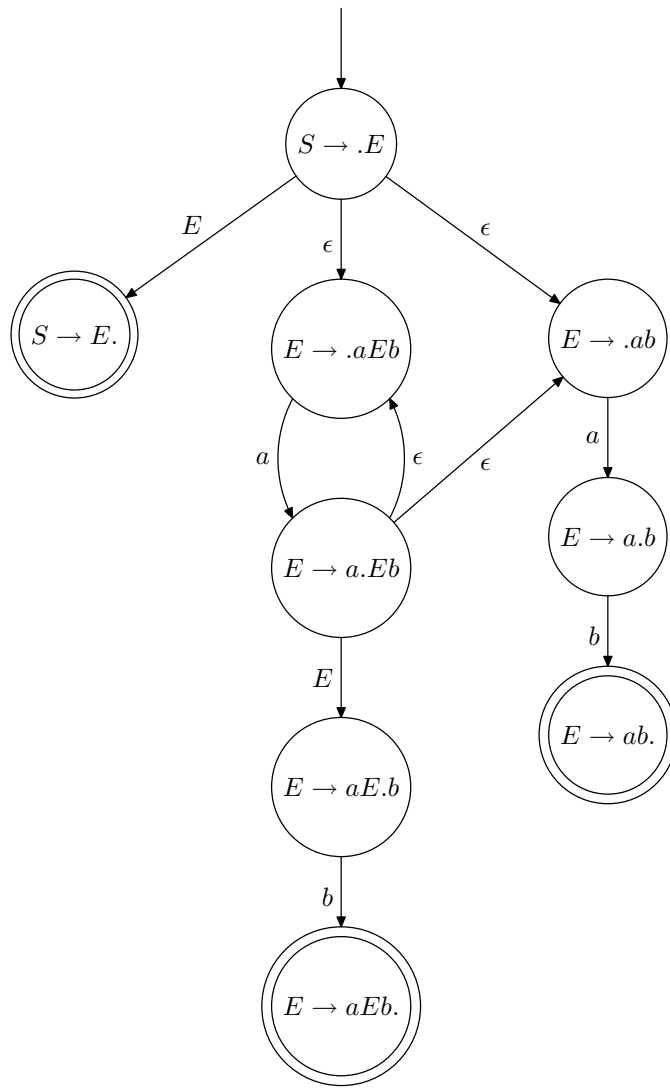 S → .E
E
ϵ
ϵ
S → E.
E → .aEb
E → .ab
a
ϵ
ϵ
a
E → a.Eb
E → a.b
E
b
E → aE.b
E → ab.
b
E → aEb.